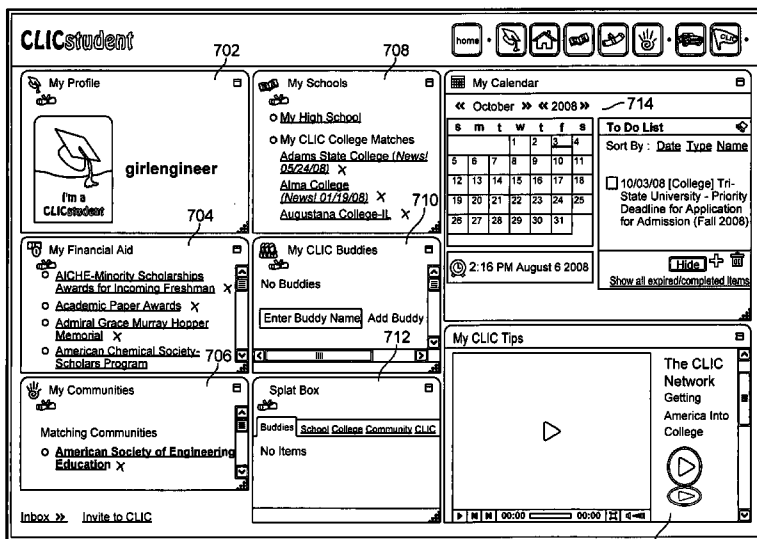 CLICstudent
home
CLIC
702
My Profile
I'm a
CLICstudent
girlengineer
704
My Financial Aid
AICHE-Minority Scholarships
Awards for Incoming Freshman X
Academic Paper Awards X
Admiral Grace Murray Hopper
Memorial X
American Chemical Society-
Scholars Program
706
My Communities
Matching Communities
American Society of Engineering
Education X
Inbox >> Invite to CLIC
708
My Schools
My High School
My CLIC College Matches
Adams State College (News!
05/24/08) X
Alma College
(News! 01/19/08) X
Augustana College-IL X
710
My CLIC Buddies
No Buddies
Enter Buddy Name Add Buddy
712
Splat Box
Buddies School College Community CLIC
No Items
My Calendar
<< October >> << 2008 >>
714
s m t w t f s
1 2 3 4
5 6 7 8 9 10 11
12 13 14 15 16 17 18
19 20 21 22 23 24 25
26 27 28 29 30 31
2:16 PM August 6 2008
To Do List
Sort By : Date Type Name
10/03/08 [College] Tri-
State University - Priority
Deadline for Application
for Admission (Fall 2008)
Hide
Show all expired/completed Items
My CLIC Tips
The CLIC
Network
Getting
America Into
College
00:00 00:00